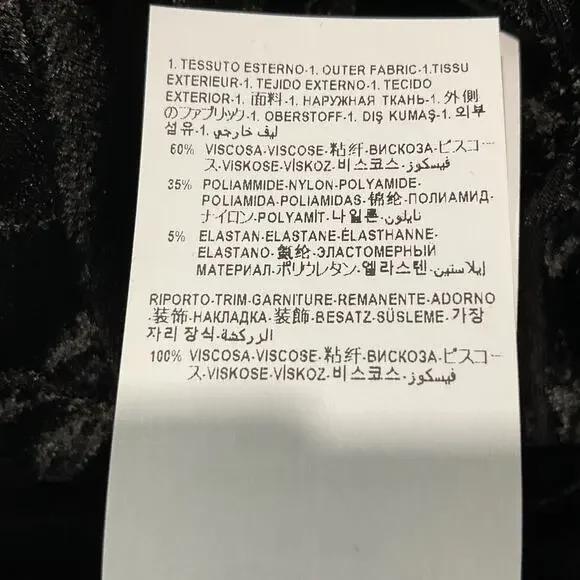 1. TESSUTO ESTERNO-1. OUTER FABRIC-1.TISSU
EXTERIEUR-1. TEJIDO EXTERNO-1. TECIDO
EXTERIOR-1. 面料-1. НАРУЖНАЯ ТКАНЬ-1. 外側
のファブリック-1. OBERSTOFF-1. DIŞ KUMAŞ-1. 외부
섬유-1. ليف خارجي
60% VISCOSA-VISCOSE-粘纤-ВИСКОЗА-ビスコー
ス-VISKOSE-VİSKOZ-비스코스-فيسكوز
35% POLIAMMIDE-NYLON-POLYAMIDE-
POLIAMIDA-POLIAMIDAS-锦纶-ПОЛИАМИД-
ナイロン-POLYAMİT-나일론-نايلون
5% ELASTAN-ELASTANE-ÉLASTHANNE-
ELASTANO-氨纶-ЭЛАСТОМЕРНЫЙ
МАТЕРИАЛ-ポリウレタン-엘라스텐-إيلاستين
RIPORTO-TRIM-GARNITURE-REMANENTE-ADORNO
-装饰-НАКЛАДКА-装飾-BESATZ-SÜSLEME-가장
자리 장식-الزركشة
100% VISCOSA-VISCOSE-粘纤-ВИСКОЗА-ビスコー
ス-VISKOSE-VİSKOZ-비스코스-فيسكوز